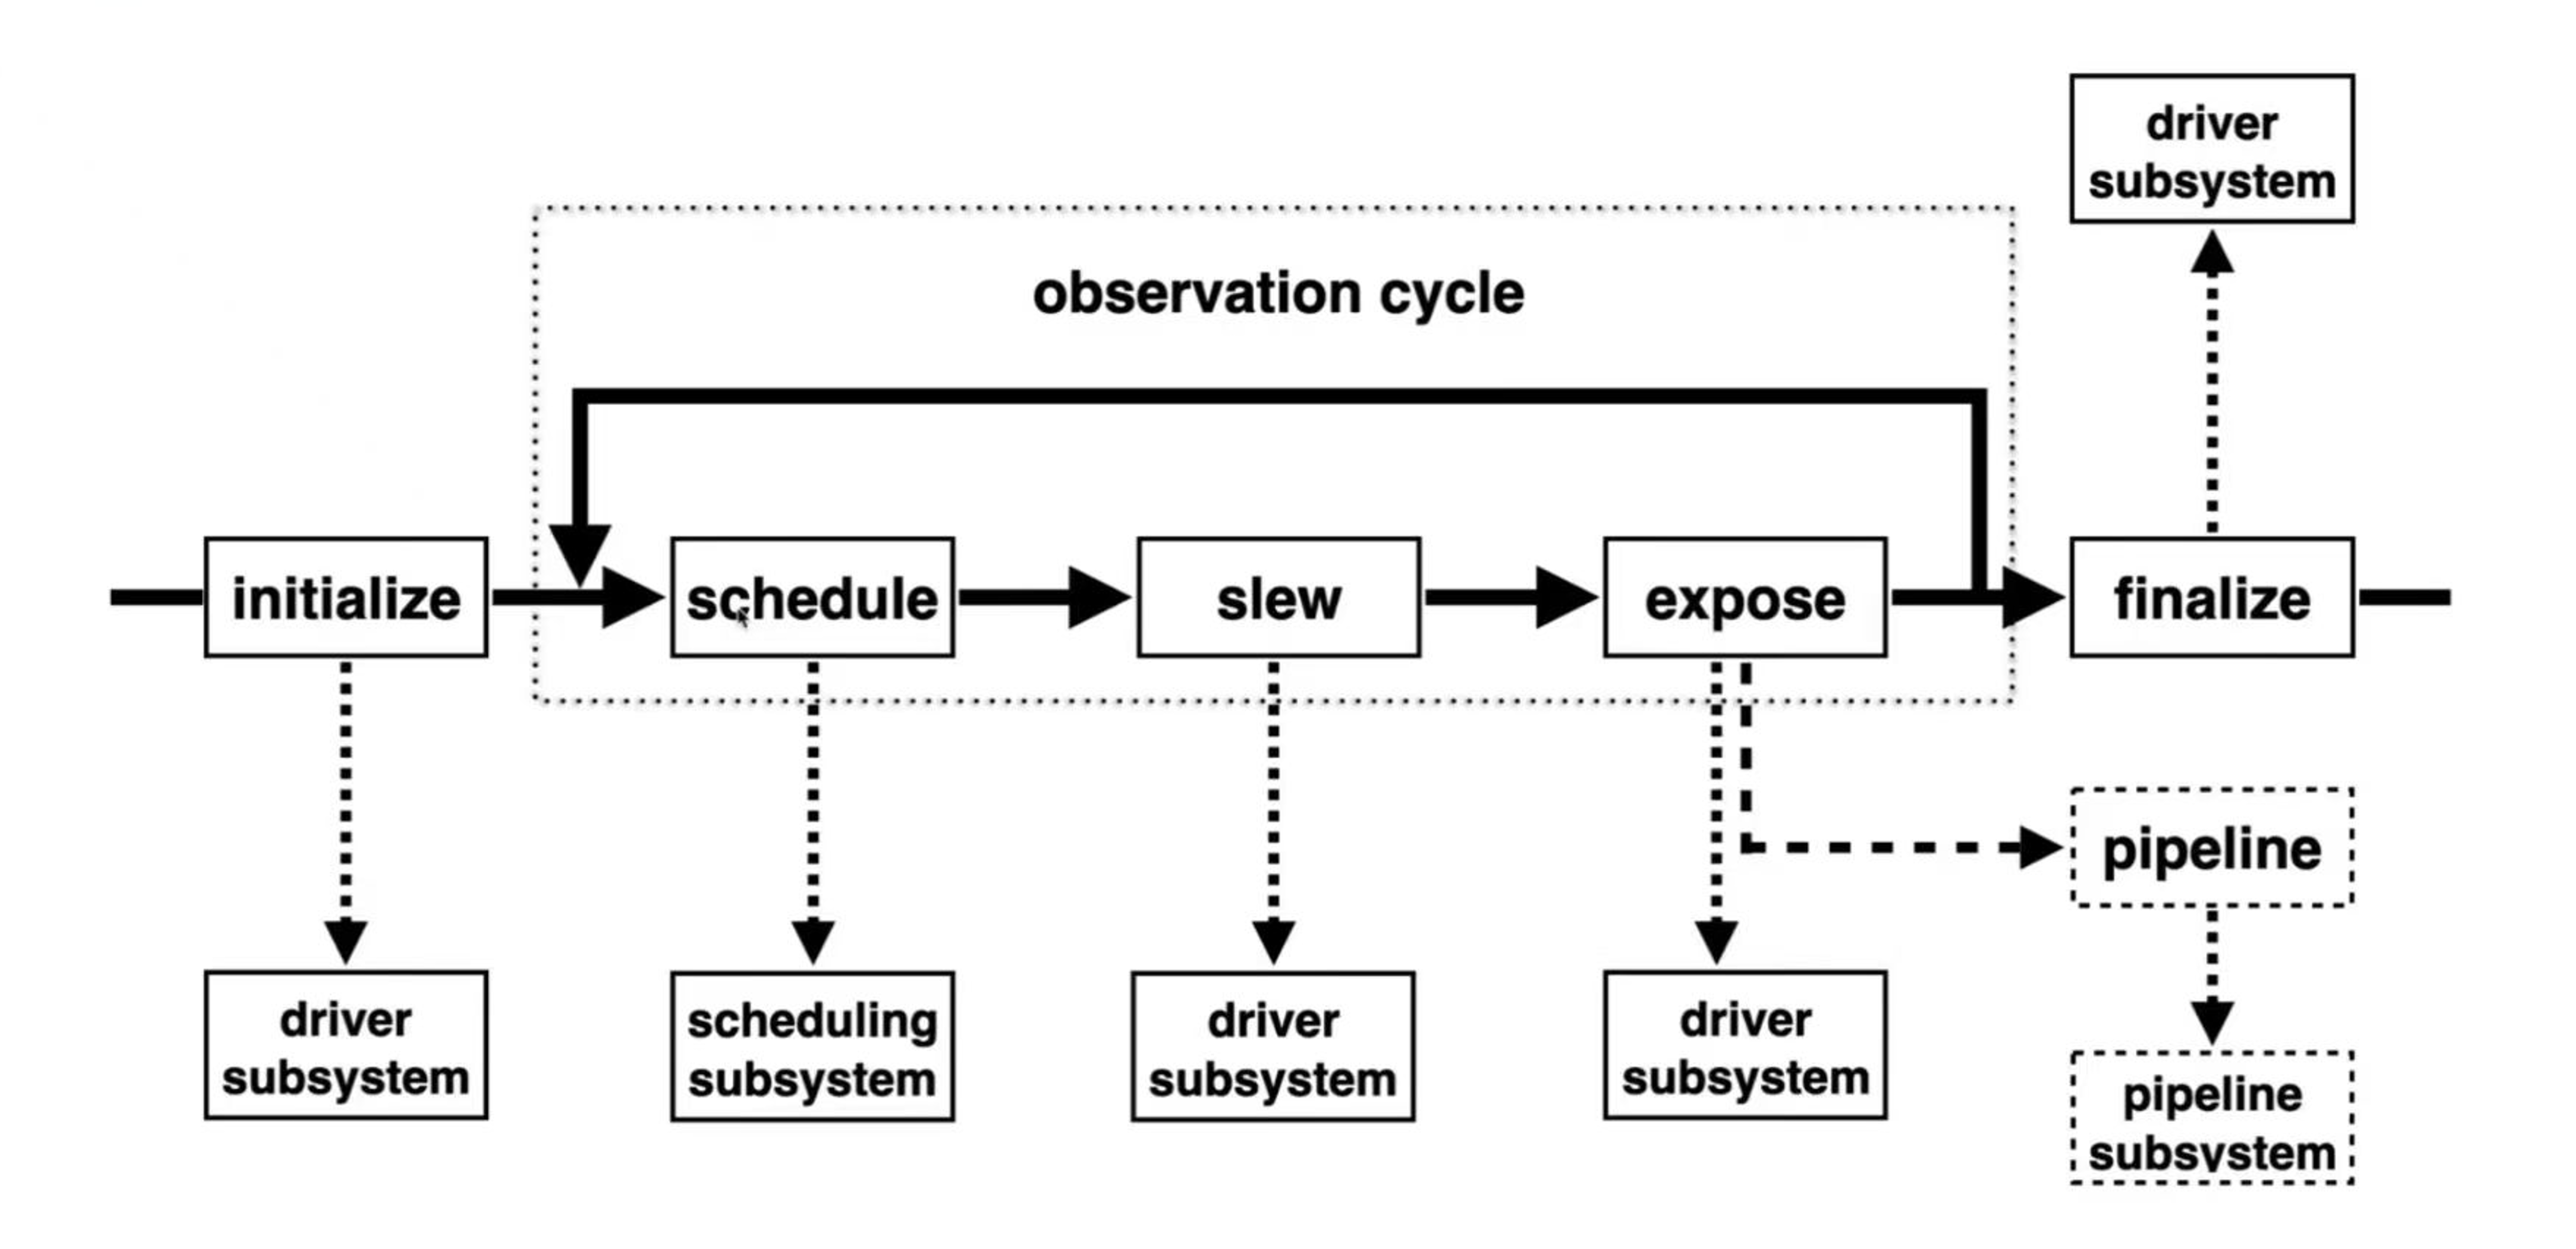 driver
subsystem
observation cycle
initialize
schedule
slew
expose
finalize
pipeline
driver
subsystem
scheduling
subsystem
driver
subsystem
driver
subsystem
pipeline
subsystem